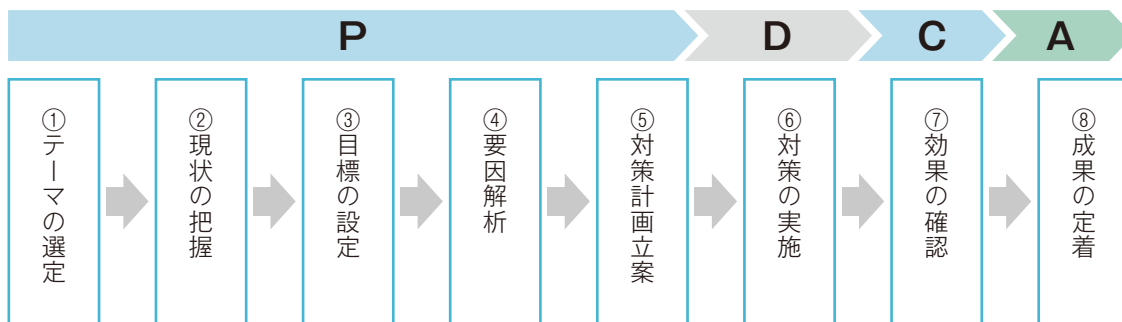 P
D
C
A
①テーマの選定
②現状の把握
③目標の設定
④要因解析
⑤対策計画立案
⑥対策の実施
⑦効果の確認
⑧成果の定着